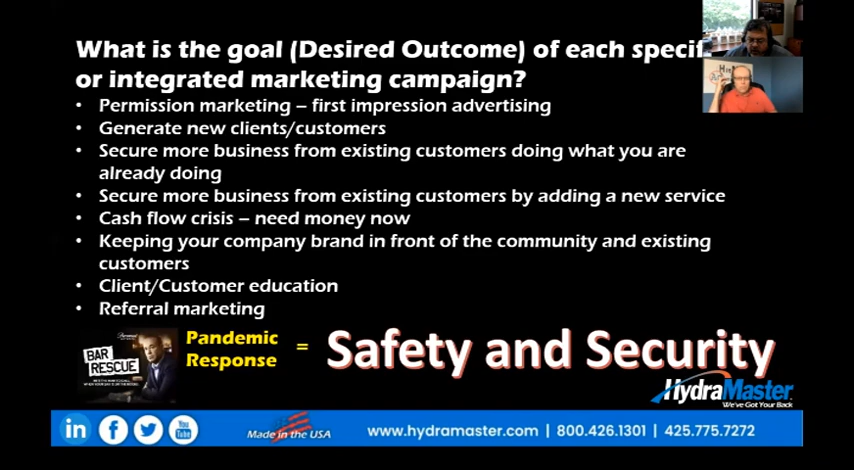 What is the goal (Desired Outcome) of each specif
or integrated marketing campaign?
• Permission marketing – first impression advertising
• Generate new clients/customers
• Secure more business from existing customers doing what you are
already doing
• Secure more business from existing customers by adding a new service
• Cash flow crisis – need money now
• Keeping your company brand in front of the community and existing
customers
• Client/Customer education
• Referral marketing
BAR
RESCUE
Pandemic
Response
=
Safety and Security
HydraMaster
We've Got Your Back
in
f
You
Tube
Made in the USA
www.hydramaster.com | 800.426.1301 | 425.775.7272